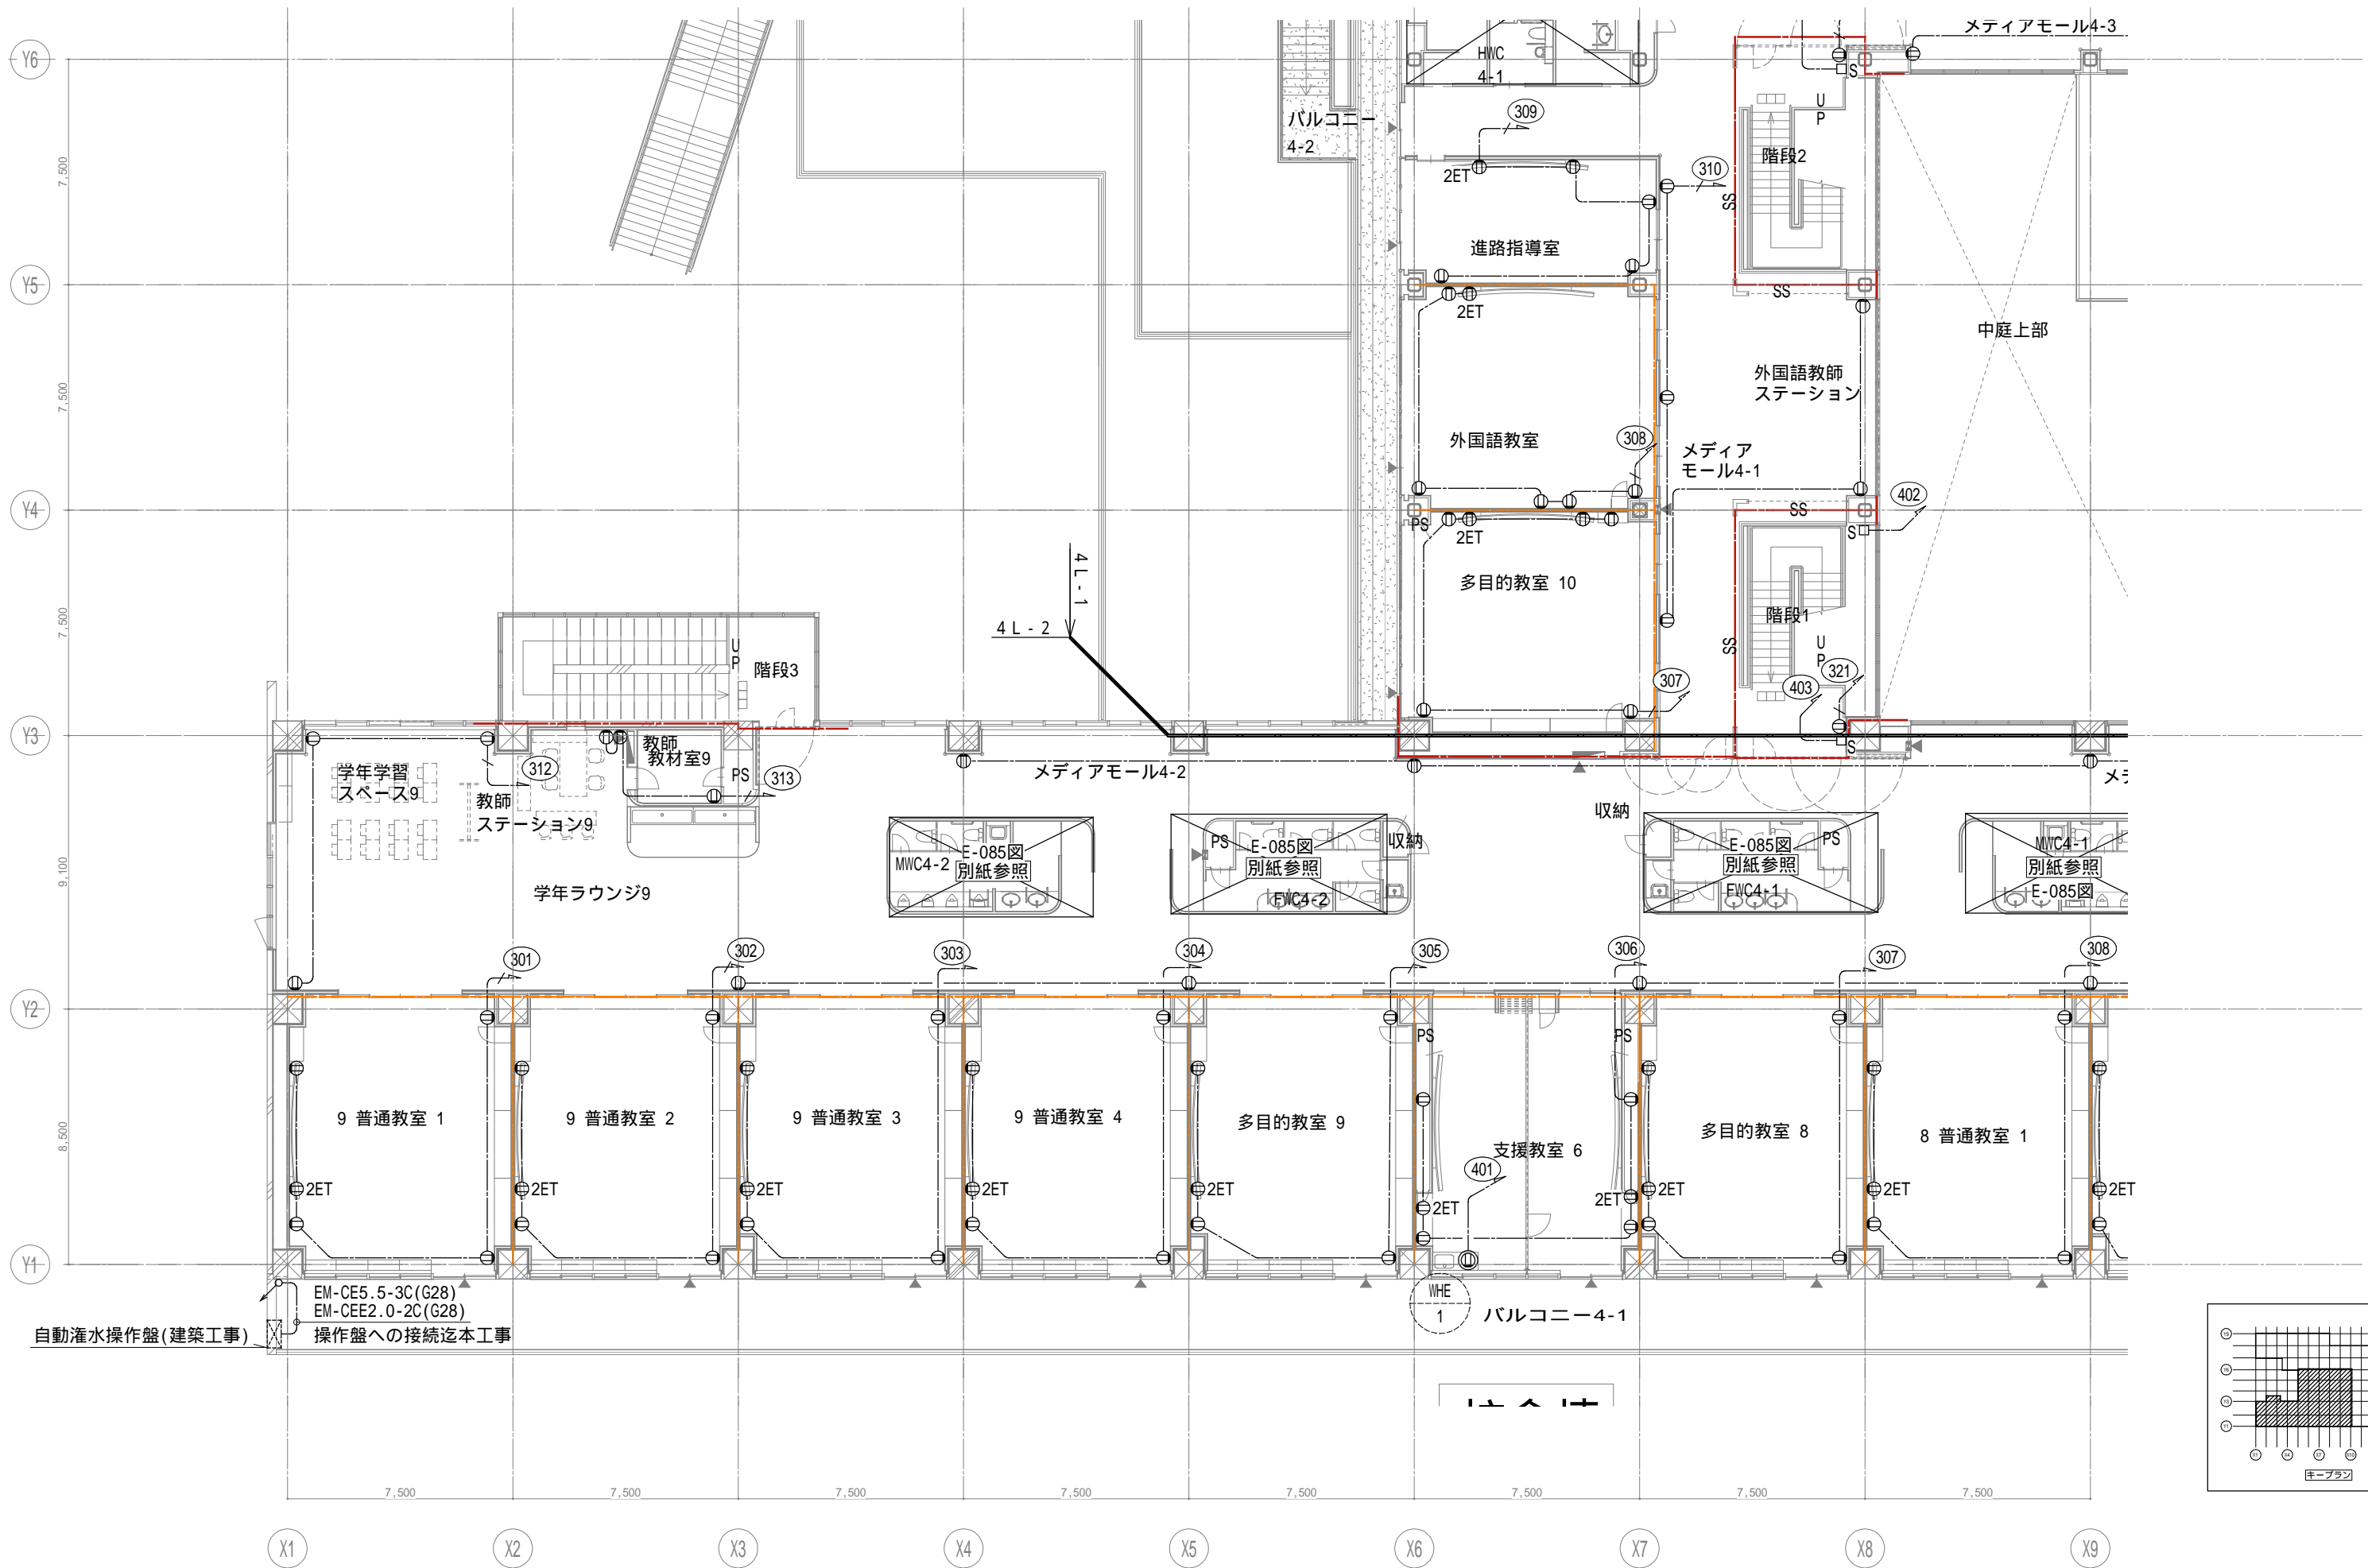 メディアモール4-3
Y6
HWC
4-1
S
UP
309
バルコニー
4-2
階段2
7,500
2ET
310
SS
進路指導室
Y5
SS
2ET
中庭上部
外国語教師
ステーション
7,500
外国語教室
308
メディア
モール4-1
402
Y4
PS
SS
S
2ET
4L-1
多目的教室 10
7,500
4L-2
階段1
SS
UP
UP
階段3
321
307
403
Y3
S
教師
教材室9
PS
313
312
学年学習
スペース9
メディアモール4-2
メデ
教師
ステーション9
収納
PS
収納
PS
E-085図
別紙参照
MWC4-2
E-085図
別紙参照
FWC4-2
E-085図
別紙参照
FWC4-1
MWC4-1
別紙参照
E-085図
9,100
学年ラウンジ9
301
302
303
304
305
306
307
308
Y2
PS
PS
9 普通教室 1
9 普通教室 2
9 普通教室 3
9 普通教室 4
多目的教室 9
支援教室 6
多目的教室 8
8 普通教室 1
8,500
401
2ET
2ET
2ET
2ET
2ET
2ET
2ET
2ET
2ET
2ET
Y1
EM-CE5.5-3C(G28)
EM-CEE2.0-2C(G28)
WHE
1
バルコニー4-1
自動潅水操作盤(建築工事)
操作盤への接続迄本工事
キープラン
7,500
7,500
7,500
7,500
7,500
7,500
7,500
7,500
X1
X2
X3
X4
X5
X6
X7
X8
X9